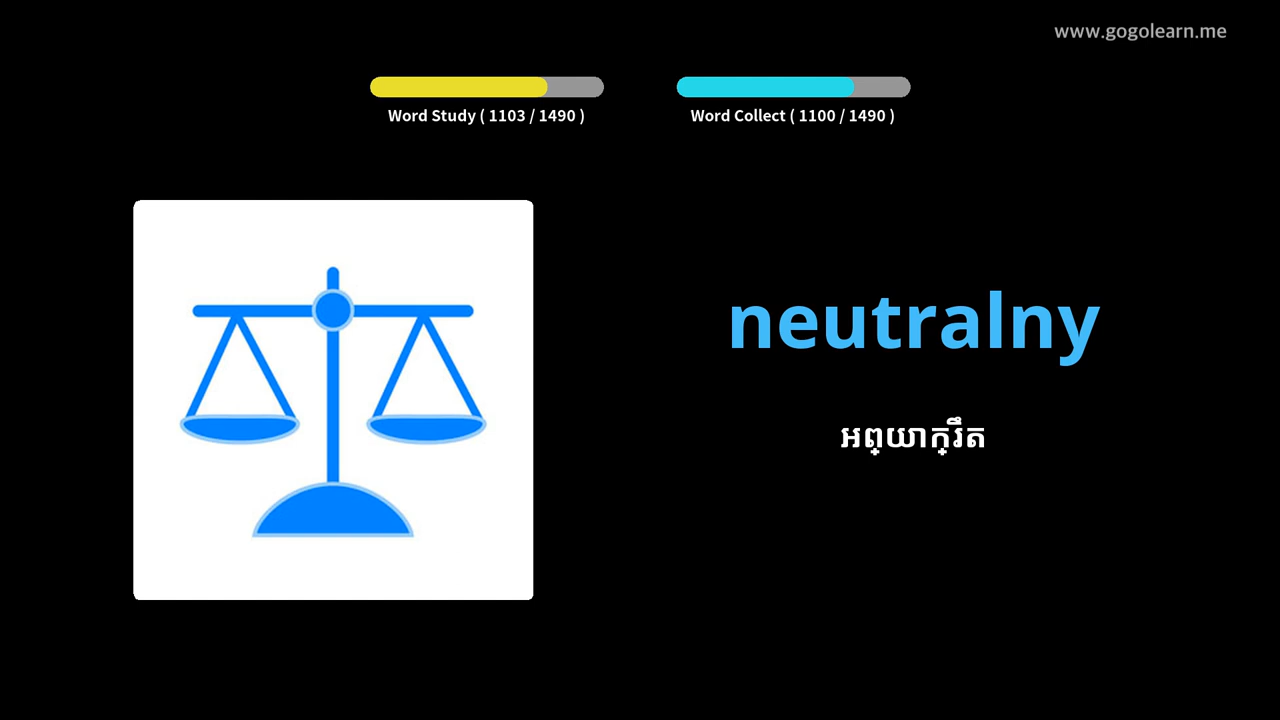 www.gogolearn.me
Word Study ( 1103 / 1490 )
Word Collect ( 1100 / 1490 )
neutralny
អព្យាក្រឹត